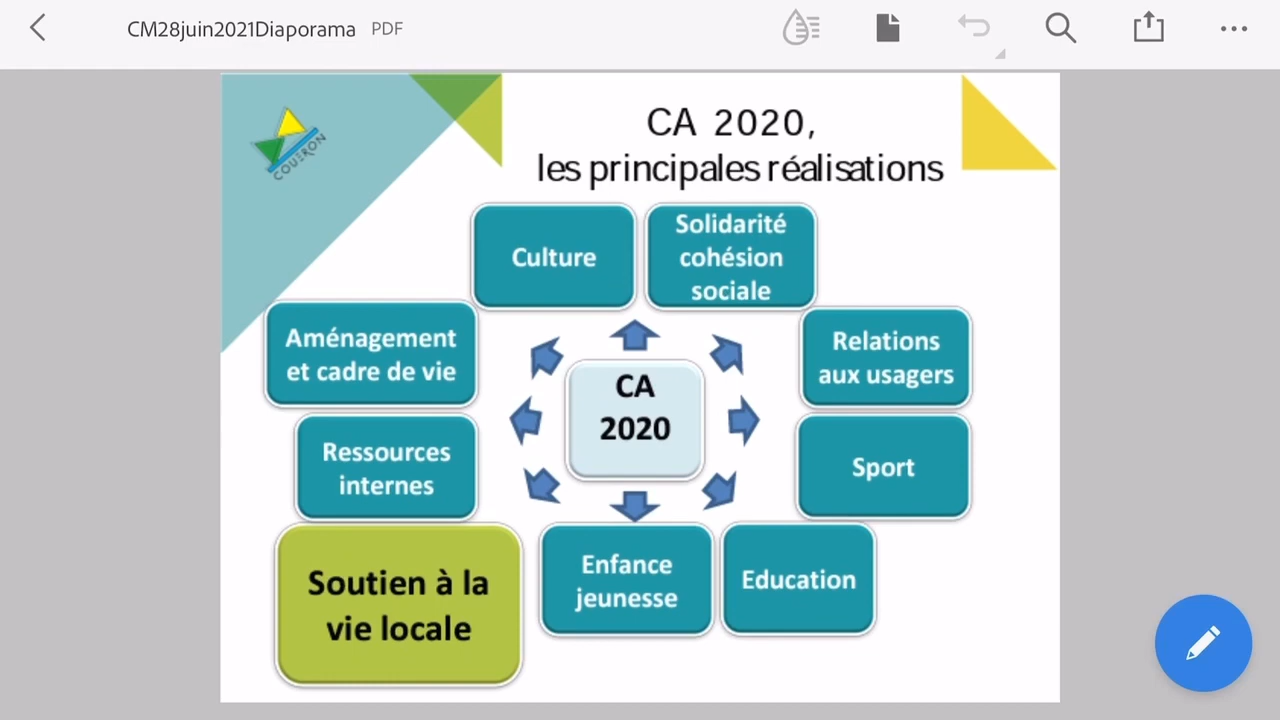 CM28juin2021Diaporama PDF
COUËRON
CA 2020,
les principales réalisations
Culture
Solidarité
cohésion
sociale
Aménagement
et cadre de vie
Relations
aux usagers
CA
2020
Ressources
internes
Sport
Soutien à la
vie locale
Enfance
jeunesse
Education